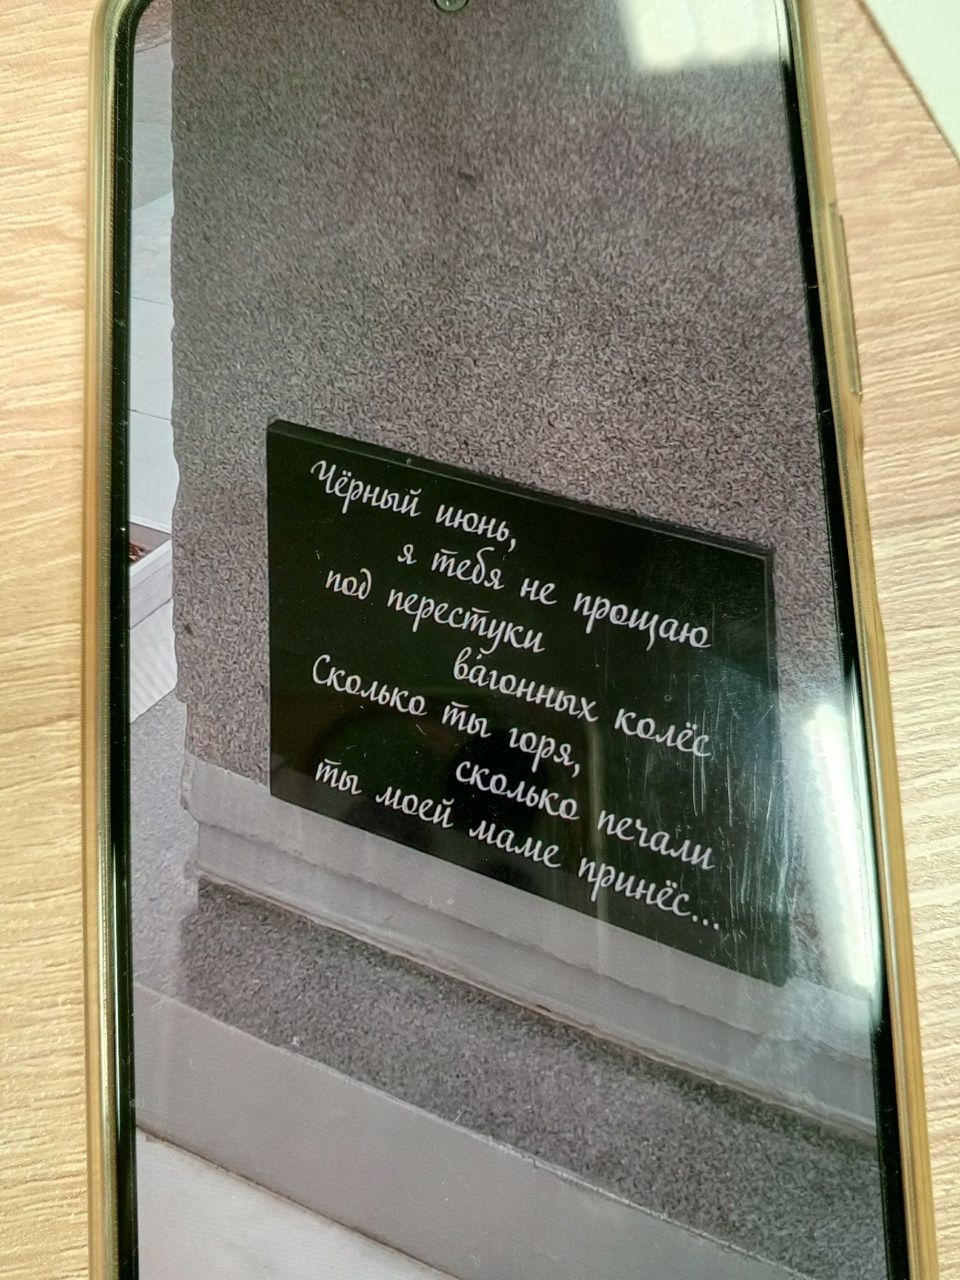 Чёрный июнь,
я тебя не прощаю
под перестуки
вагонных колёс
Сколько ты горя,
сколько печали
ты моей маме принёс...